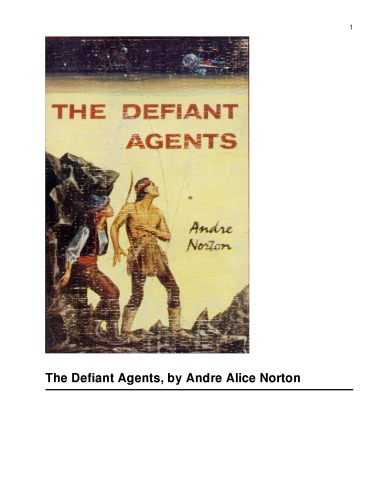 1
THE DEFIANT
AGENTS
Andre
Norton
The Defiant Agents, by Andre Alice Norton